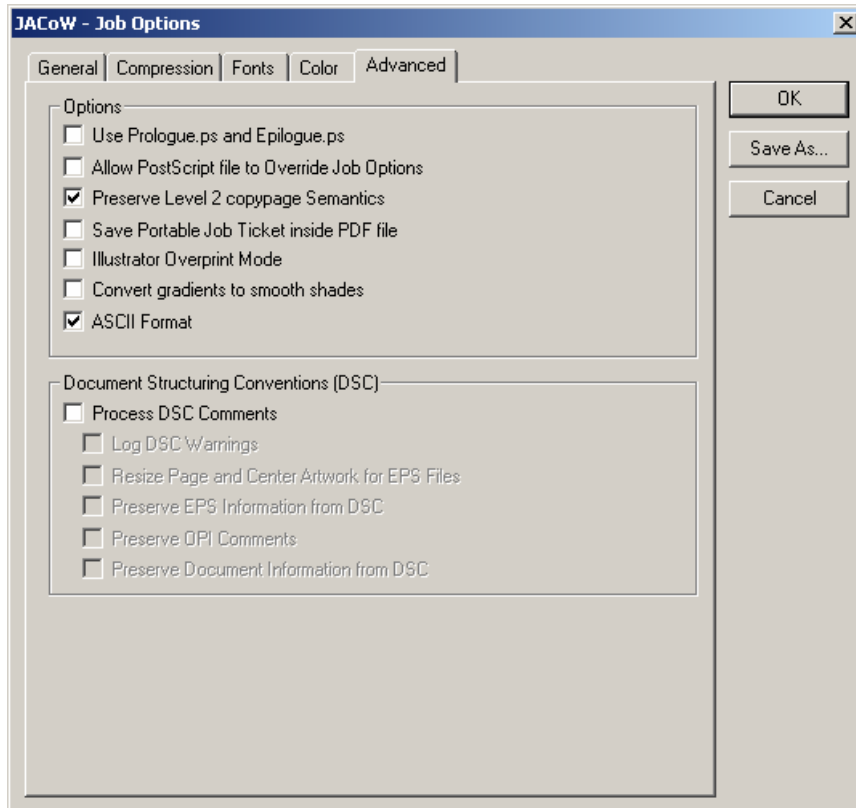 JACoW - Job Options
General Compression Fonts Color Advanced
Options
Use Prologue.ps and Epilogue.ps
Allow PostScript file to Override Job Options
Preserve Level 2 copypage Semantics
Save Portable Job Ticket inside PDF file
Illustrator Overprint Mode
Convert gradients to smooth shades
ASCII Format
Document Structuring Conventions (DSC)
Process DSC Comments
Log DSC Warnings
Resize Page and Center Artwork for EPS Files
Preserve EPS Information from DSC
Preserve OPI Comments
Preserve Document Information from DSC
OK
Save As...
Cancel